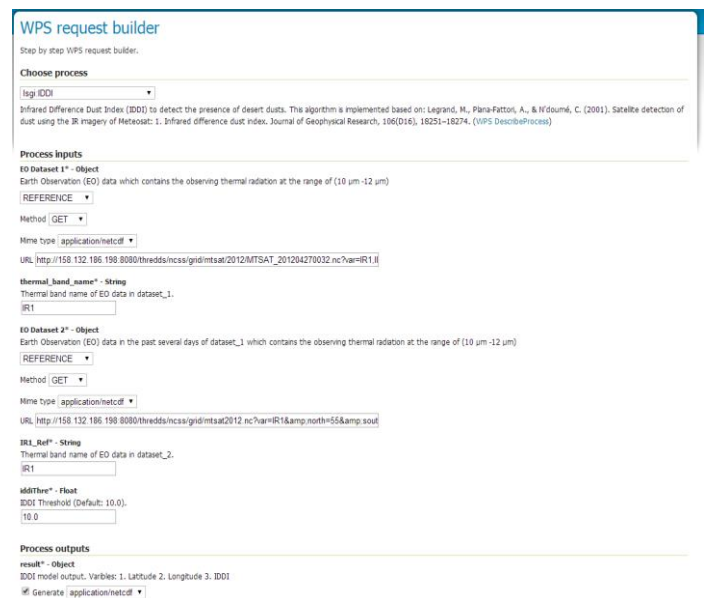 WPS request builder
Step by step WPS request builder.
Choose process
lsgi:IDDI
Infrared Difference Dust Index (IDDI) to detect the presence of desert dusts. This algorithm is implemented based on: Legrand, M., Plana-Fattori, A., & N'doumé, C. (2001). Satellite detection of
dust using the IR imagery of Meteosat: 1. Infrared difference dust index. Journal of Geophysical Research, 106(D16), 18251–18274. (WPS DescribeProcess)
Process inputs
EO Dataset 1* - Object
Earth Observation (EO) data which contains the observing thermal radiation at the range of (10 µm -12 µm)
REFERENCE
Method GET
Mime type application/netcdf
URL http://158.132.186.198:8080/thredds/ncss/grid/mtsat/2012/MTSAT_201204270032.nc?var=IR1,II
thermal_band_name* - String
Thermal band name of EO data in dataset_1.
IR1
EO Dataset 2* - Object
Earth Observation (EO) data in the past several days of dataset_1 which contains the observing thermal radiation at the range of (10 µm -12 µm)
REFERENCE
Method GET
Mime type application/netcdf
URL http://158.132.186.198:8080/thredds/ncss/grid/mtsat2012.nc?var=IR1&amp;north=55&amp;sout
IR1_Ref* - String
Thermal band name of EO data in dataset_2.
IR1
iddiThre* - Float
IDDI Threshold (Default: 10.0).
10.0
Process outputs
result* - Object
IDDI model output. Varibles: 1. Latitude 2. Longitude 3. IDDI
Generate application/netcdf